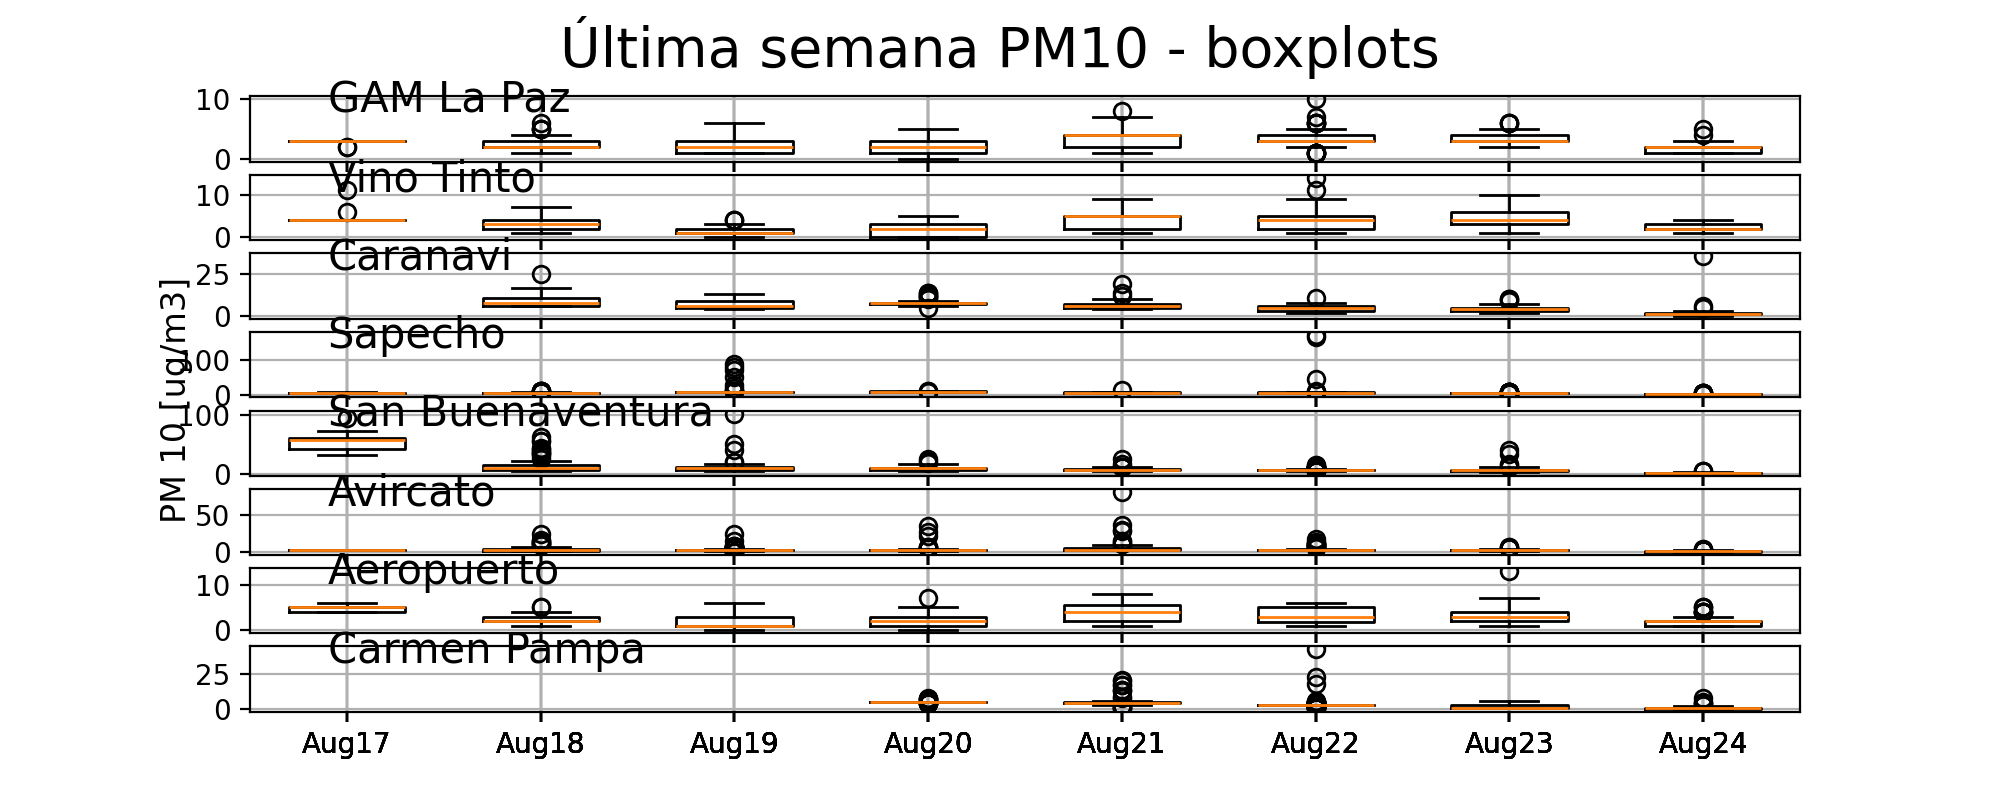 Última semana PM10 - boxplots
PM 10 [ug/m3]
GAM La Paz
10
0
Vino Tinto
10
0
Caranavi
25
0
Sapecho
100
0
San Buenaventura
100
0
Avircato
50
0
Aeropuerto
10
0
Carmen Pampa
25
0
Aug17 Aug18 Aug19 Aug20 Aug21 Aug22 Aug23 Aug24